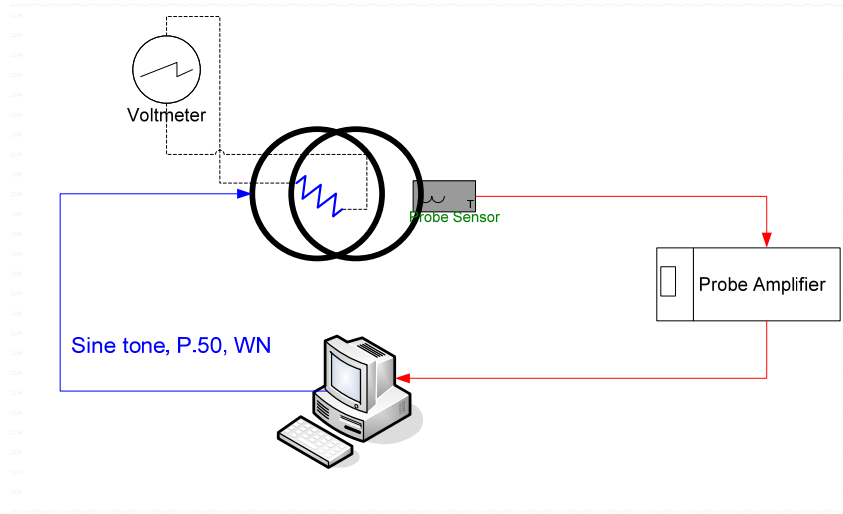 Voltmeter
T
Probe Sensor
Probe Amplifier
Sine tone, P.50, WN